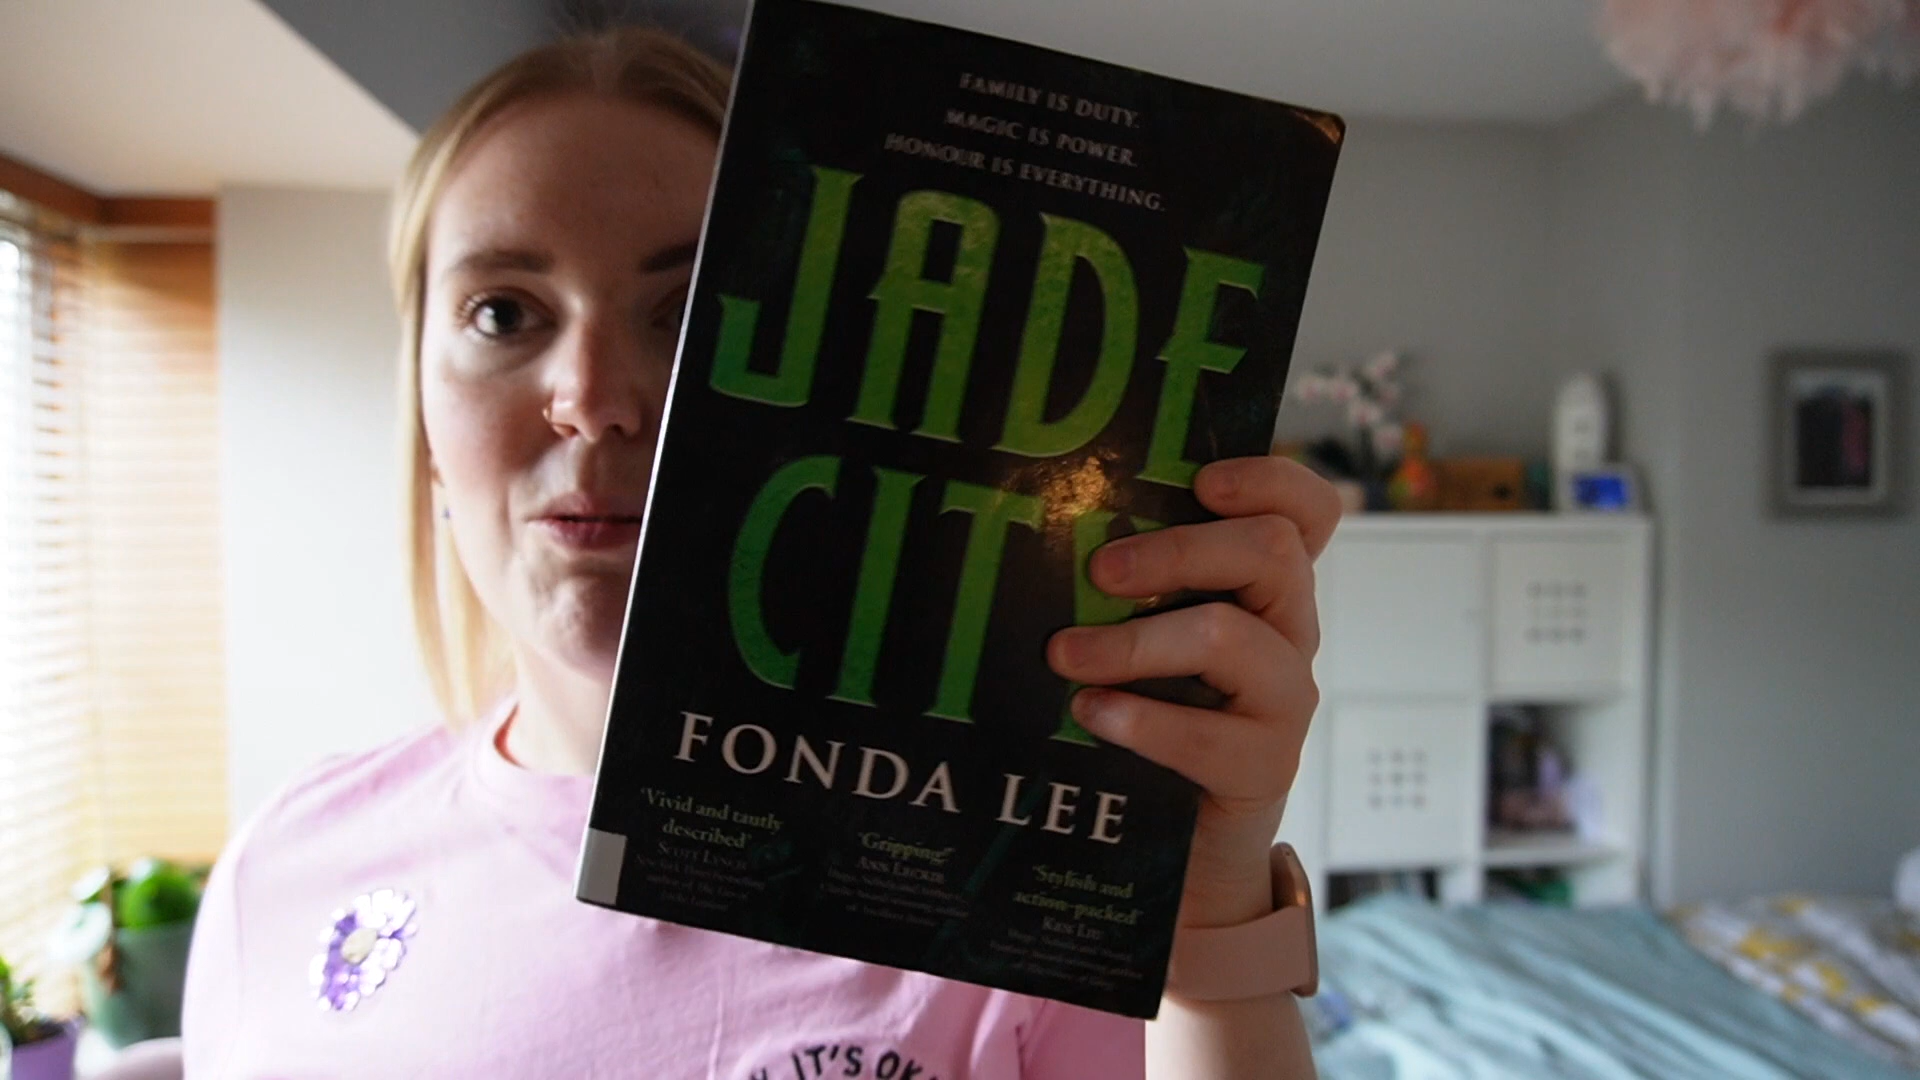 FAMILY IS DUTY.
MAGIC IS POWER.
HONOUR IS EVERYTHING.
JADE
CITY
FONDA LEE
'Vivid and tautly
described'
SCOTT LYNCH
'Gripping'
ANN LECKIE
'Stylish and
action-packed'
KEN LIU
IT'S OK